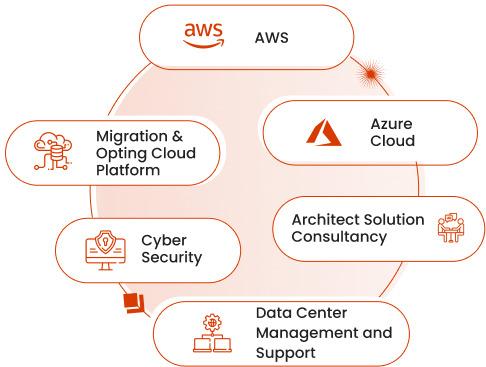 aws
AWS
Azure
Cloud
Migration &
Opting Cloud
Platform
Architect Solution
Consultancy
Cyber
Security
Data Center
Management and
Support